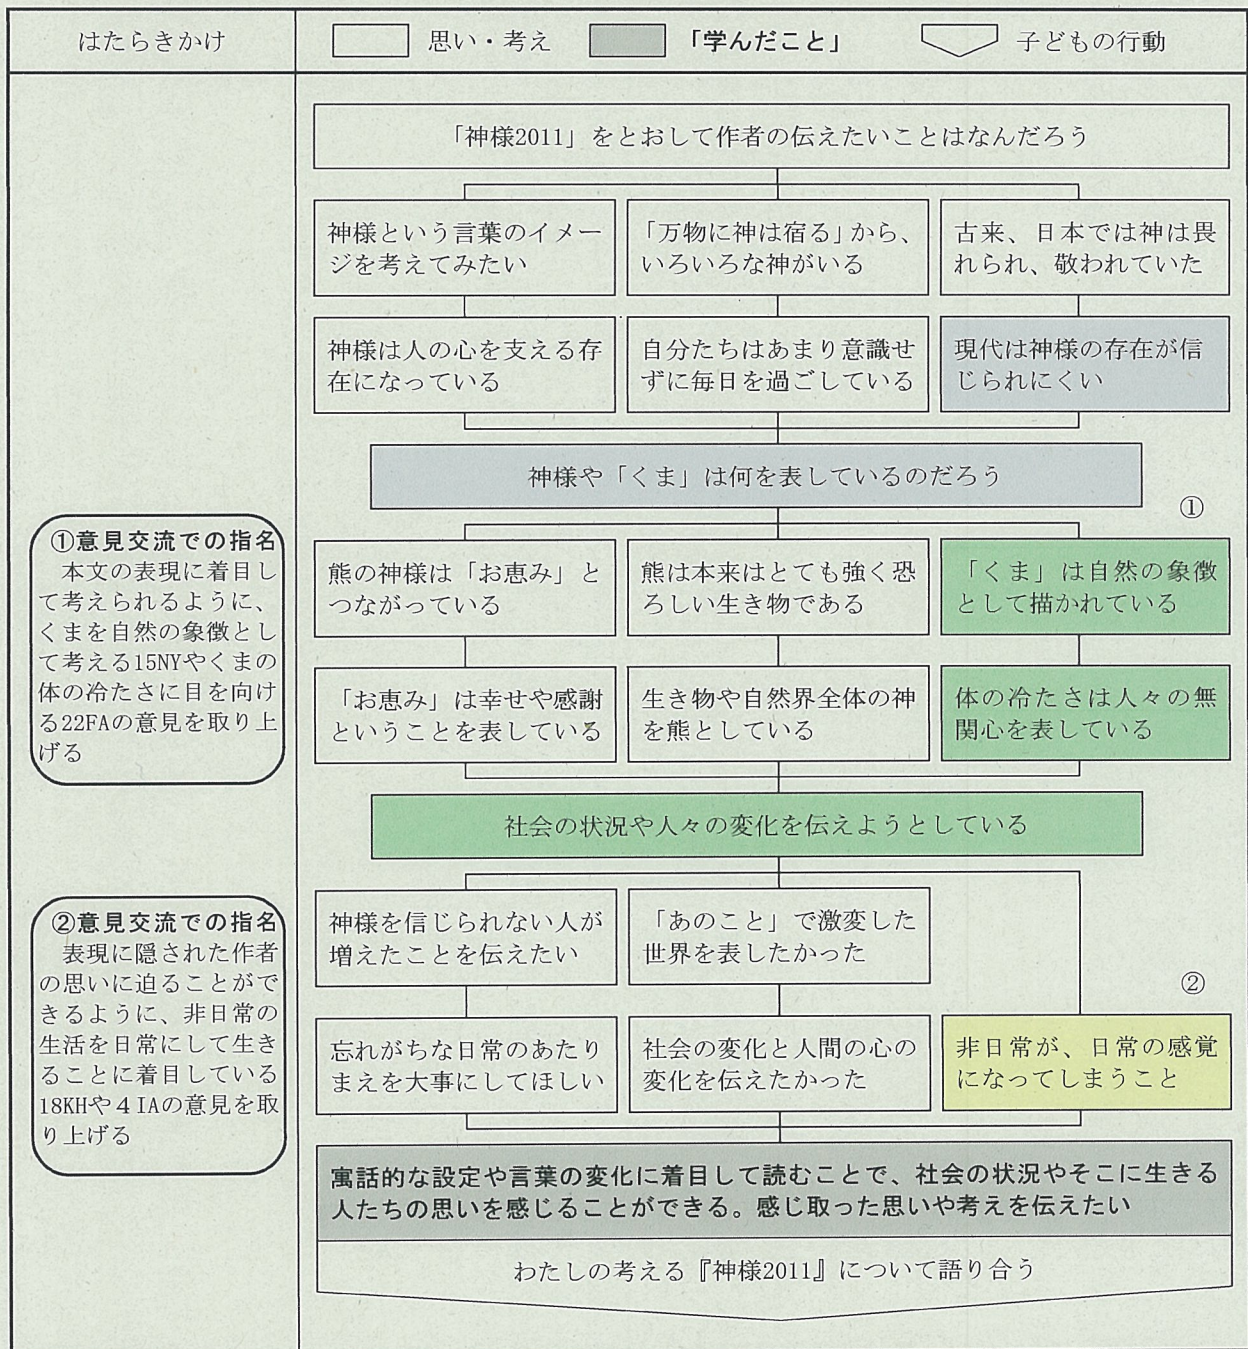 はたらきかけ
思い・考え
「学んだこと」
子どもの行動
「神様2011」をとおして作者の伝えたいことはなんだろう
神様という言葉のイメー
ジを考えてみたい
「万物に神は宿る」から、
いろいろな神がいる
古来、日本では神は畏
れられ、敬われていた
神様は人の心を支える存
在になっている
自分たちはあまり意識せ
ずに毎日を過ごしている
現代は神様の存在が信
じられにくい
神様や「くま」は何を表しているのだろう
①
①意見交流での指名
本文の表現に着目し
て考えられるように、
くまを自然の象徴とし
て考える15NYやくまの
体の冷たさに目を向け
る22FAの意見を取り上
げる
熊の神様は「お恵み」と
つながっている
熊は本来はとても強く恐
ろしい生き物である
「くま」は自然の象徴
として描かれている
「お恵み」は幸せや感謝
ということを表している
生き物や自然界全体の神
を熊としている
体の冷たさは人々の無
関心を表している
社会の状況や人々の変化を伝えようとしている
②意見交流での指名
表現に隠された作者
の思いに迫ることがで
きるように、非日常の
生活を日常にして生き
ることに着目している
18KHや4IAの意見を取
り上げる
神様を信じられない人が
増えたことを伝えたい
「あのこと」で激変した
世界を表したかった
②
忘れがちな日常のあたり
まえを大事にしてほしい
社会の変化と人間の心の
変化を伝えたかった
非日常が、日常の感覚
になってしまうこと
寓話的な設定や言葉の変化に着目して読むことで、社会の状況やそこに生きる
人たちの思いを感じることができる。感じ取った思いや考えを伝えたい
わたしの考える『神様2011』について語り合う